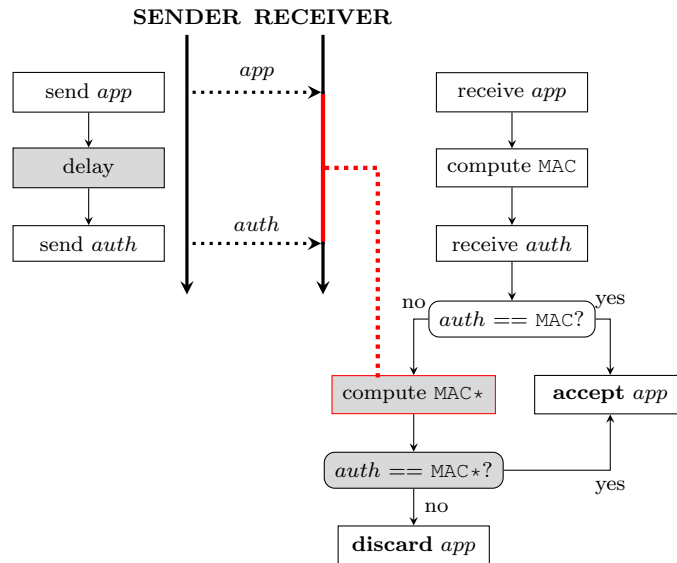 SENDER RECEIVER
app
send app
receive app
delay
compute MAC
auth
send auth
receive auth
no
yes
auth == MAC?
compute MAC*
accept app
auth == MAC*?
yes
no
discard app